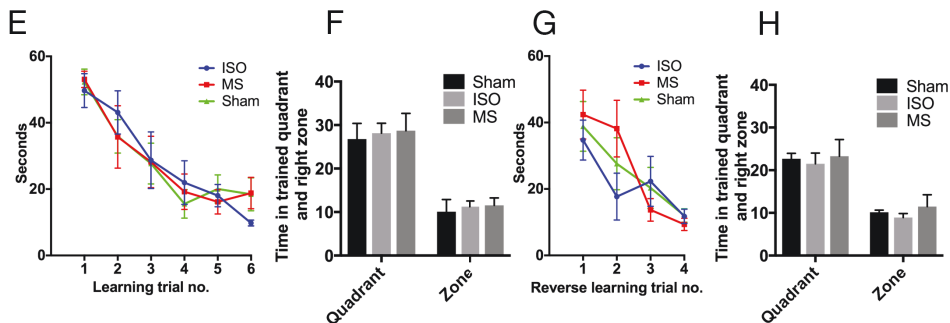 E
60
40
20
0
Seconds
1 2 3 4 5 6
Learning trial no.
ISO
MS
Sham
F
40
30
20
10
0
Time in trained quadrant
and right zone
Quadrant
Zone
Sham
ISO
MS
G
60
40
20
0
Seconds
1 2 3 4
Reverse learning trial no.
ISO
MS
Sham
H
40
30
20
10
0
Time in trained quadrant
and right zone
Quadrant
Zone
Sham
ISO
MS